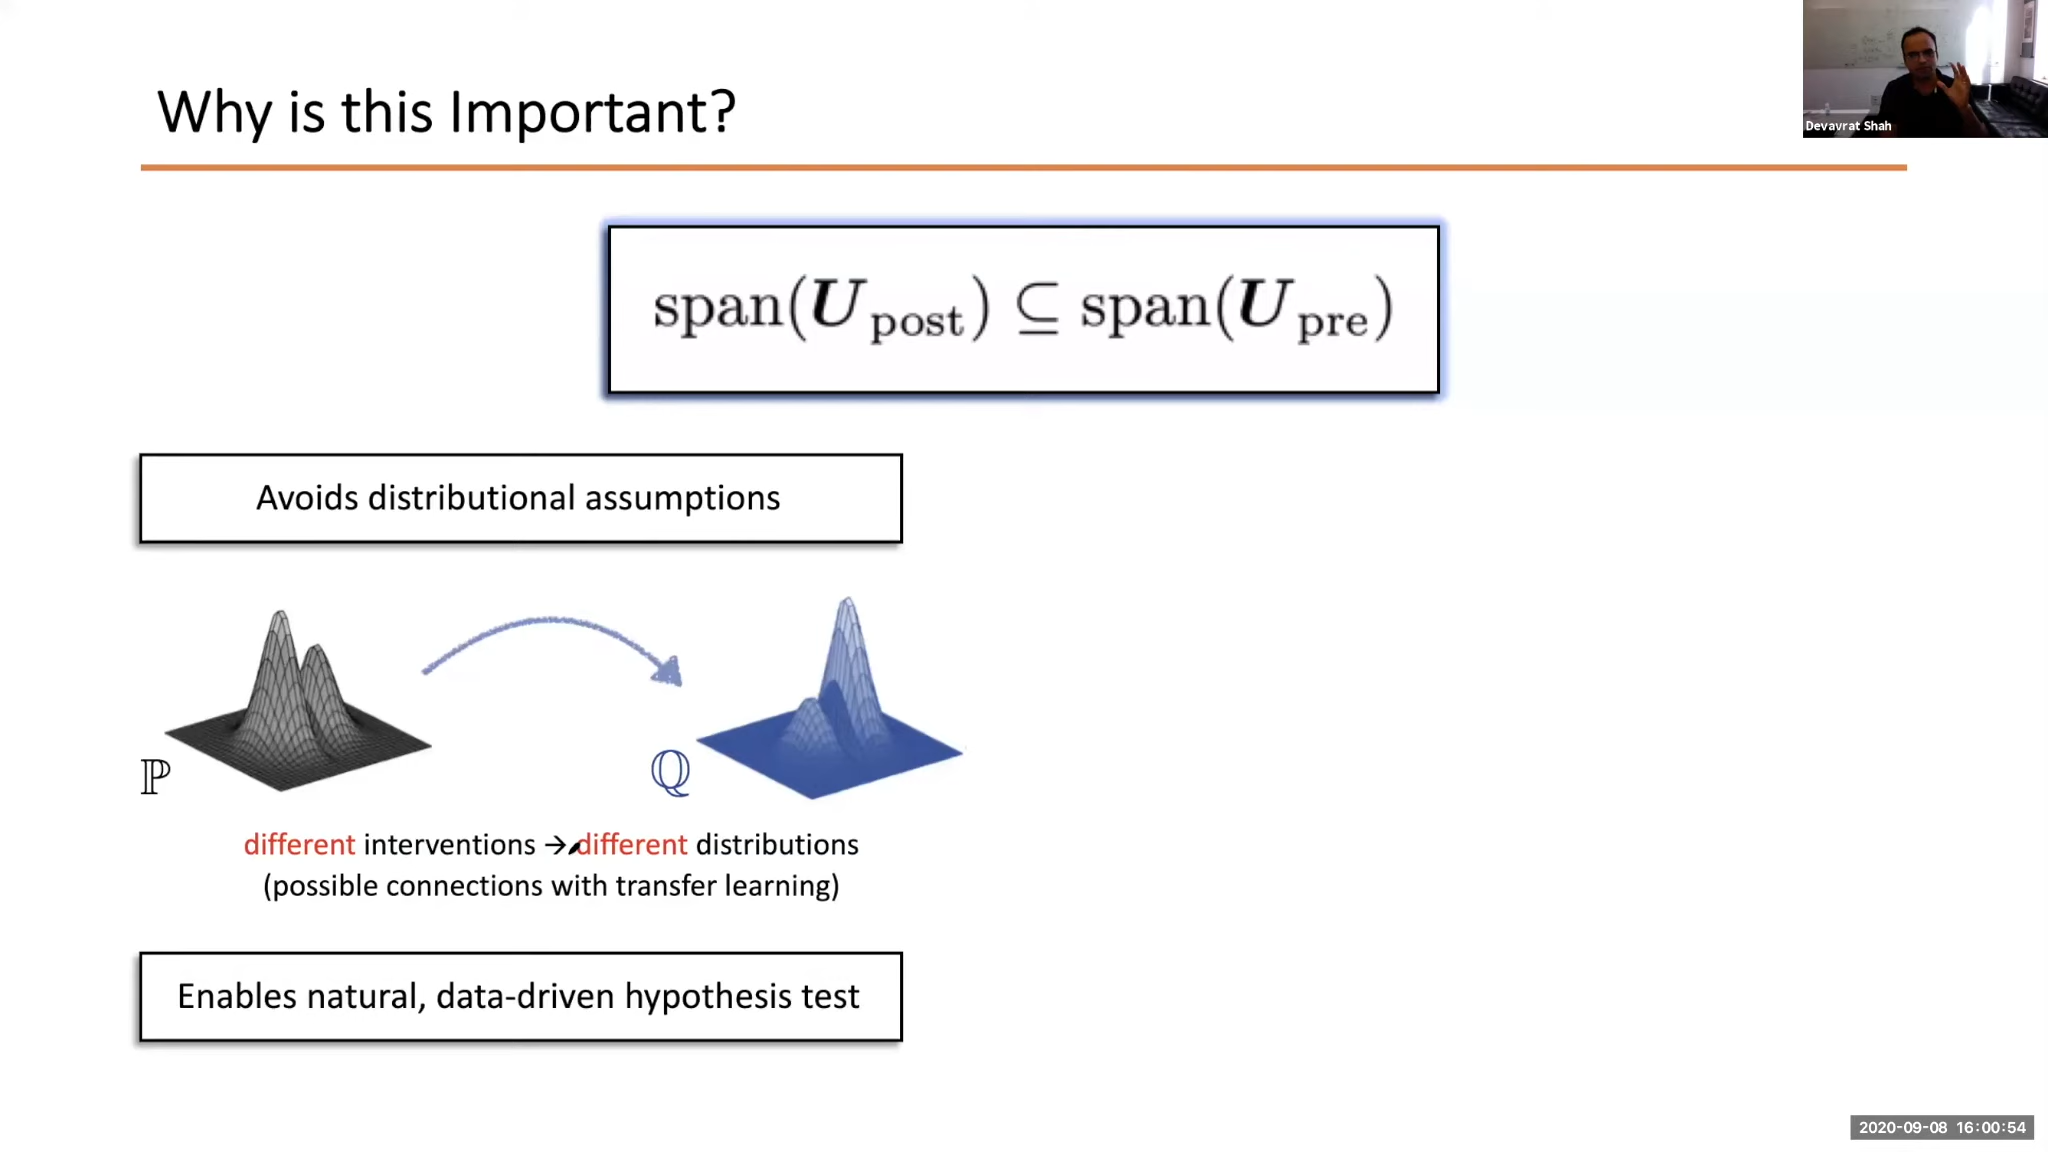 Why is this Important?
Devavrat Shah
span(U_post) ⊆ span(U_pre)
Avoids distributional assumptions
ℙ
ℚ
different interventions → different distributions
(possible connections with transfer learning)
Enables natural, data-driven hypothesis test
2020-09-08 16:00:54